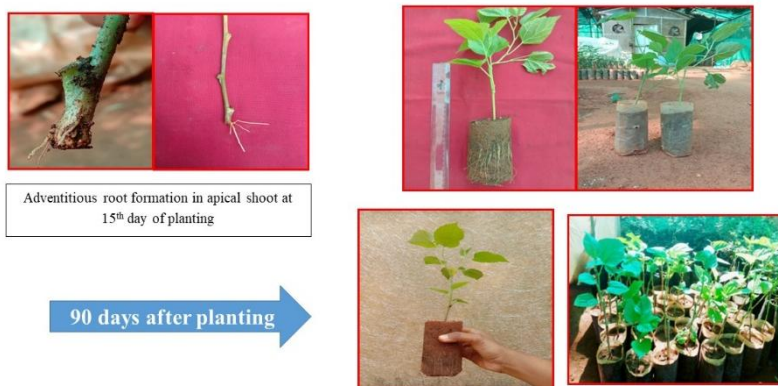 Adventitious root formation in apical shoot at
15th day of planting
90 days after planting